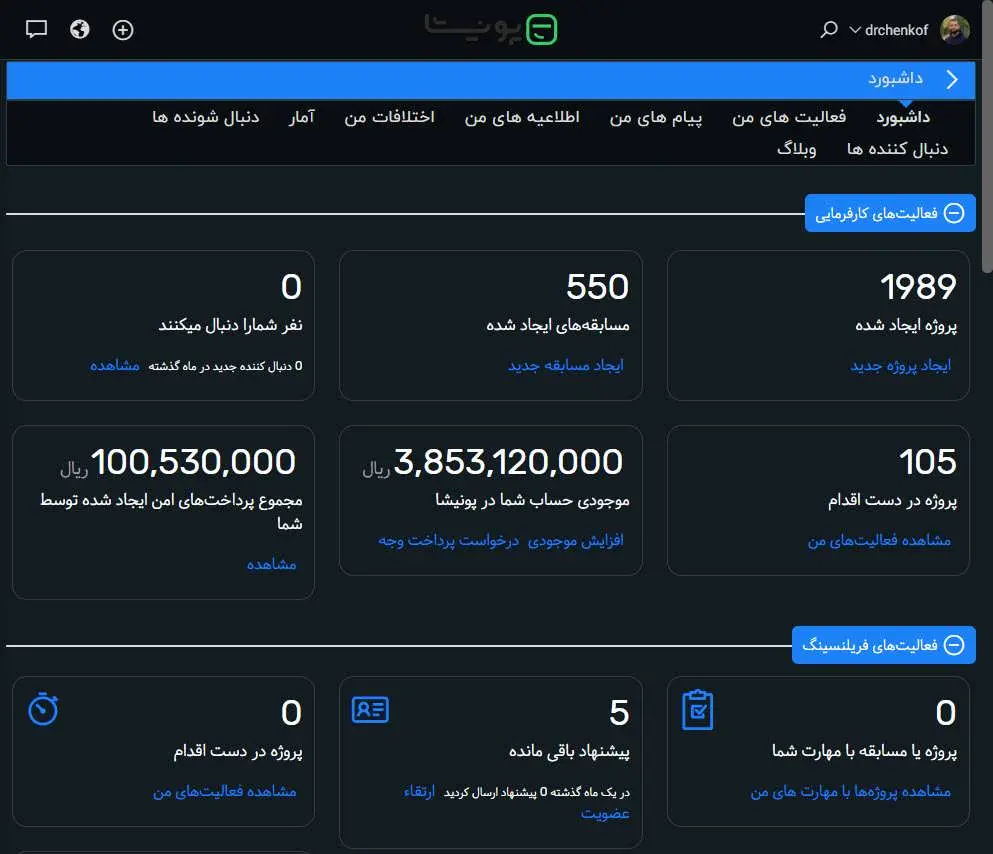 drchenkof
پونیشا
داشبورد
داشبورد
فعالیت های من
پیام های من
اطلاعیه های من
اختلافات من
آمار
دنبال شونده ها
دنبال کننده ها
وبلاگ
فعالیت‌های کارفرمایی
1989
پروژه ایجاد شده
ایجاد پروژه جدید
550
مسابقه‌های ایجاد شده
ایجاد مسابقه جدید
0
نفر شمارا دنبال میکنند
0 دنبال کننده جدید در ماه گذشته مشاهده
105
پروژه در دست اقدام
مشاهده فعالیت‌های من
3,853,120,000 ریال
موجودی حساب شما در پونیشا
افزایش موجودی درخواست پرداخت وجه
100,530,000 ریال
مجموع پرداخت‌های امن ایجاد شده توسط
شما
مشاهده
فعالیت‌های فریلنسینگ
0
پروژه یا مسابقه با مهارت شما
مشاهده پروژه‌ها با مهارت های من
5
پیشنهاد باقی مانده
در یک ماه گذشته 0 پیشنهاد ارسال کردید ارتقاء
عضویت
0
پروژه در دست اقدام
مشاهده فعالیت‌های من